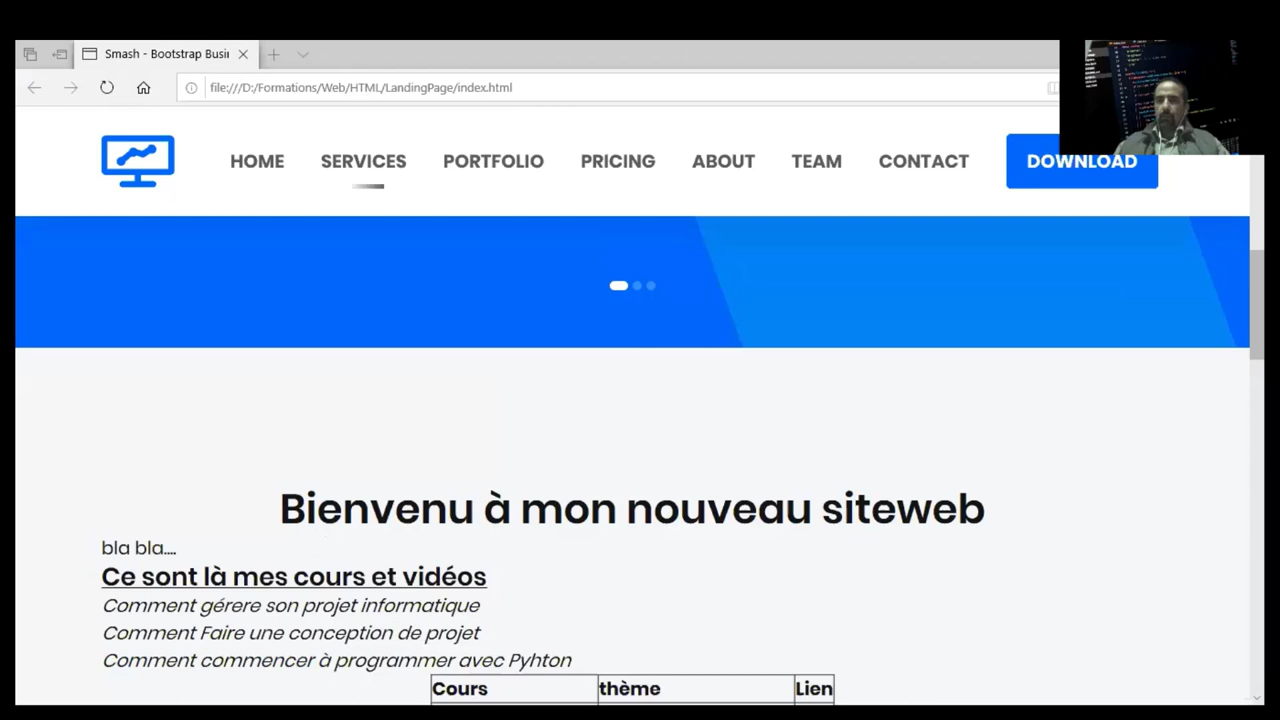 Smash - Bootstrap Busi
file:///D:/Formations/Web/HTML/LandingPage/index.html
HOME SERVICES PORTFOLIO PRICING ABOUT TEAM CONTACT DOWNLOAD
Bienvenu à mon nouveau siteweb
bla bla....
Ce sont là mes cours et vidéos
Comment gérere son projet informatique
Comment Faire une conception de projet
Comment commencer à programmer avec Pyhton
Cours thème Lien